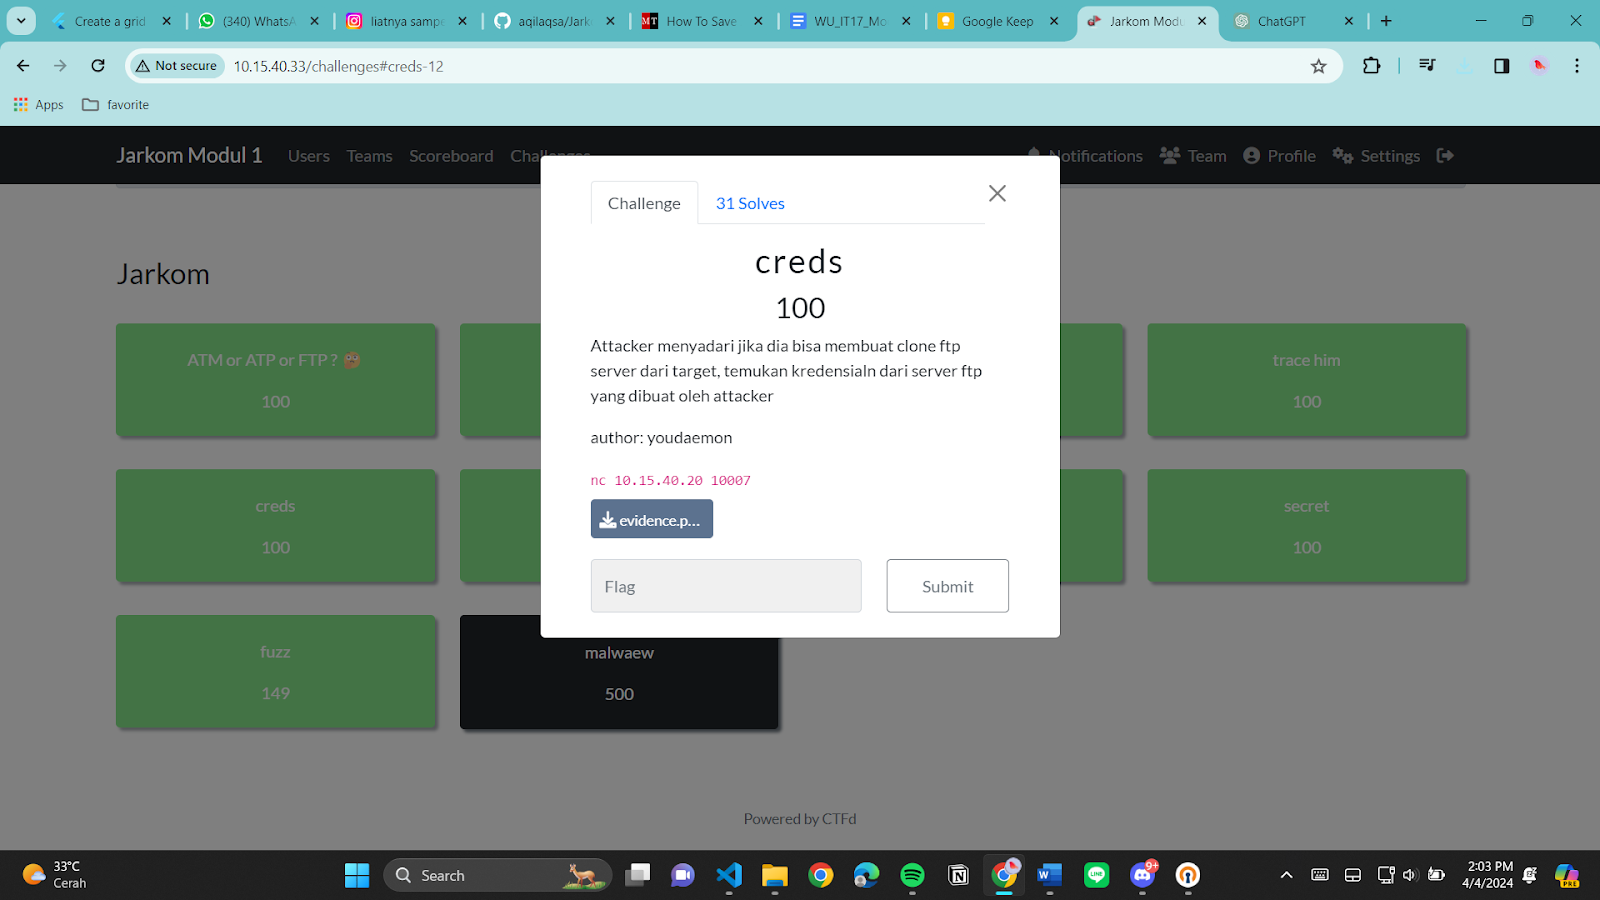 Create a grid
(340) WhatsA
liatnya sampe
aqilaqsa/Jark
How To Save
WU_IT17_Mo
Google Keep
Jarkom Modu
ChatGPT
Not secure
10.15.40.33/challenges#creds-12
Apps
favorite
Jarkom Modul 1
Users
Teams
Scoreboard
Challenges
Notifications
Team
Profile
Settings
Challenge
31 Solves
creds
100
Attacker menyadari jika dia bisa membuat clone ftp
server dari target, temukan kredensialn dari server ftp
yang dibuat oleh attacker
author: youdaemon
nc 10.15.40.20 10007
evidence.p...
Flag
Submit
Jarkom
ATM or ATP or FTP ?
100
trace him
100
creds
100
secret
100
fuzz
149
malwaew
500
Powered by CTFd
33°C
Cerah
Search
9+
2:03 PM
4/4/2024
PRE